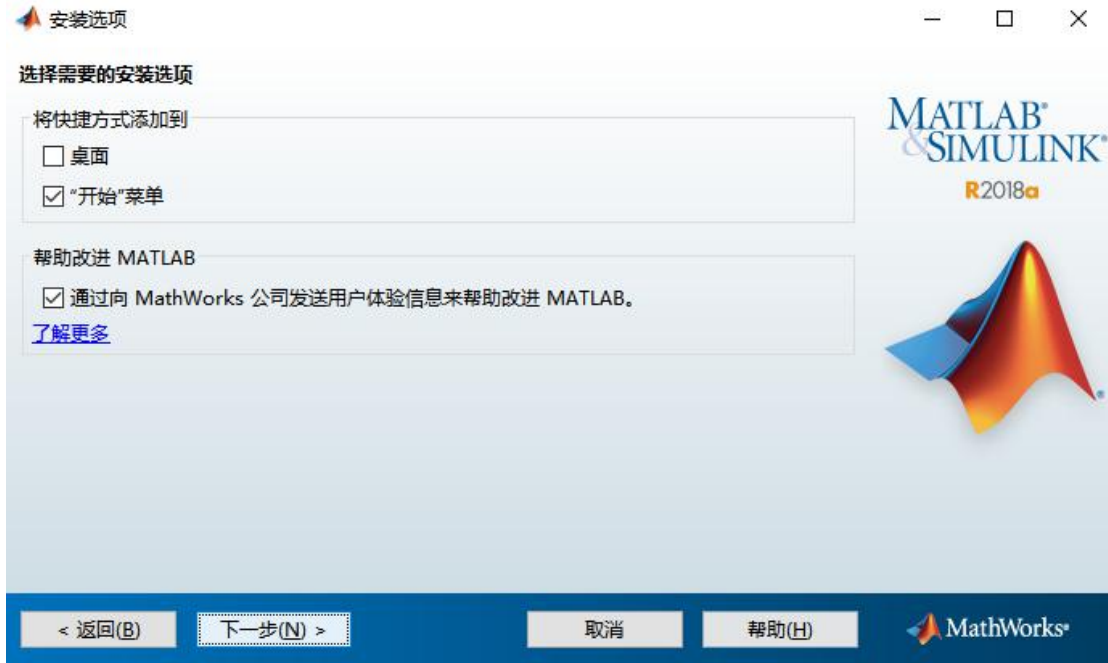 安装选项
选择需要的安装选项
将快捷方式添加到
桌面
“开始”菜单
帮助改进 MATLAB
通过向 MathWorks 公司发送用户体验信息来帮助改进 MATLAB。
了解更多
MATLAB®
&SIMULINK®
R2018a
®
< 返回(B)
下一步(N) >
取消
帮助(H)
MathWorks®